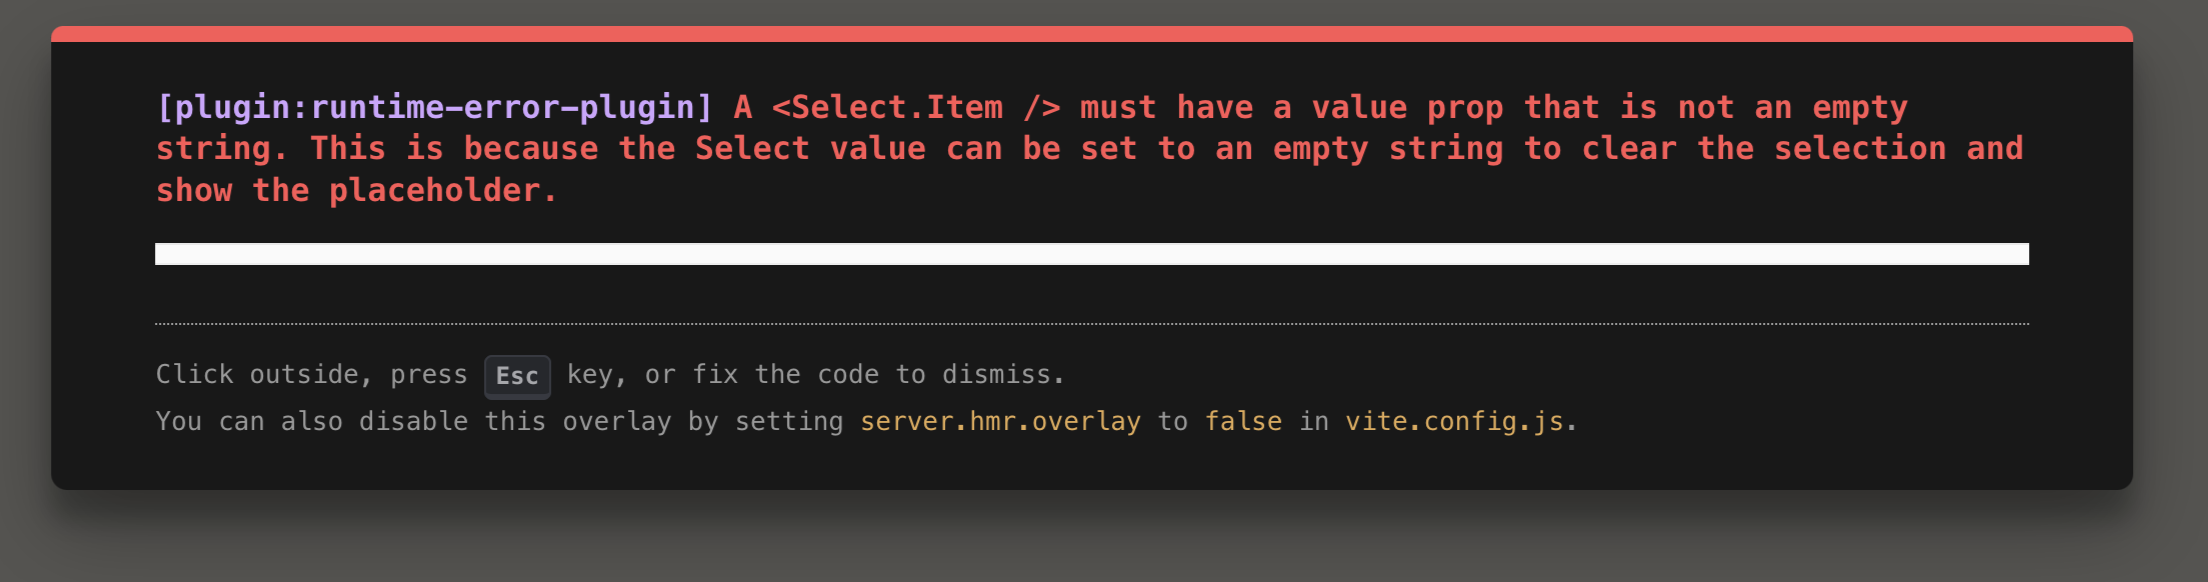 [plugin:runtime-error-plugin] A <Select.Item /> must have a value prop that is not an empty
string. This is because the Select value can be set to an empty string to clear the selection and
show the placeholder.
Click outside, press Esc key, or fix the code to dismiss.
You can also disable this overlay by setting server.hmr.overlay to false in vite.config.js.